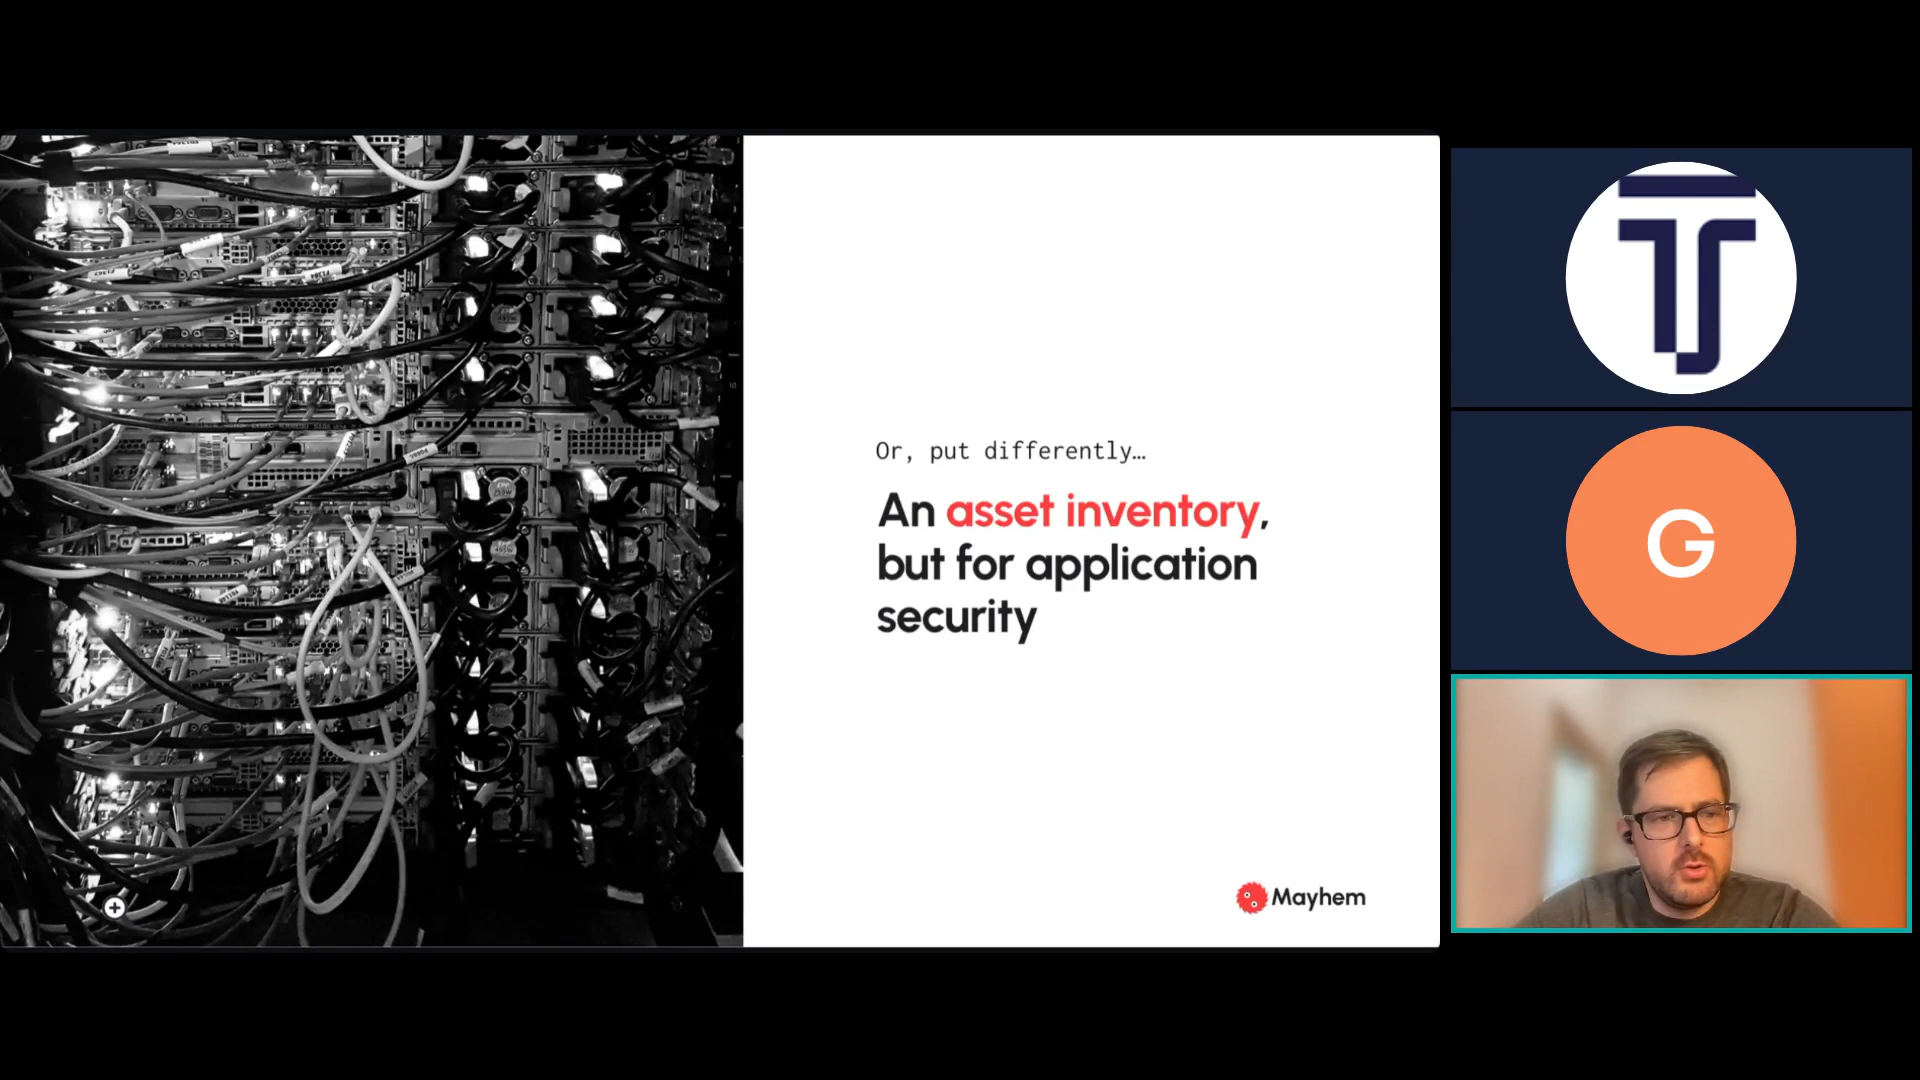 Or, put differently…
An asset inventory,
but for application
security
Mayhem
G